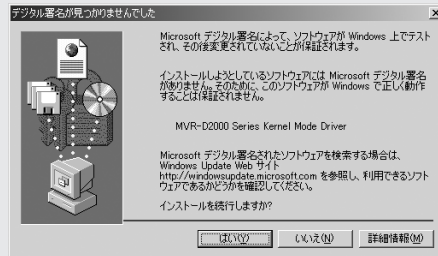 デジタル署名が見つかりませんでした
Microsoft デジタル署名によって、ソフトウェアが Windows 上でテスト
され、その後変更されていないことが保証されます。
インストールしようとしているソフトウェアには Microsoft デジタル署名
がありません。そのために、このソフトウェアが Windows で正しく動作
することは保証されません。
MVR-D2000 Series Kernel Mode Driver
Microsoft デジタル署名されたソフトウェアを検索する場合は、
Windows Update Web サイト
http://windowsupdate.microsoft.com を参照し、利用できるソフト
ウェアであるかどうかを確認してください。
インストールを続行しますか?
はい(Y) いいえ(N) 詳細情報(M)